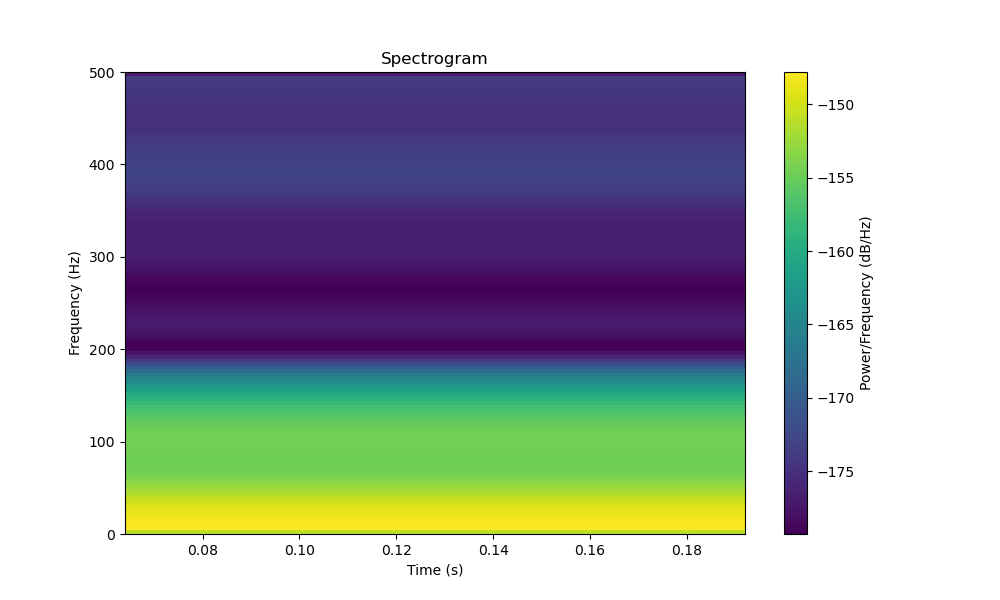 Spectrogram
500
400
300
200
100
0
Frequency (Hz)
0.08 0.10 0.12 0.14 0.16 0.18
Time (s)
−150
−155
−160
−165
−170
−175
Power/Frequency (dB/Hz)